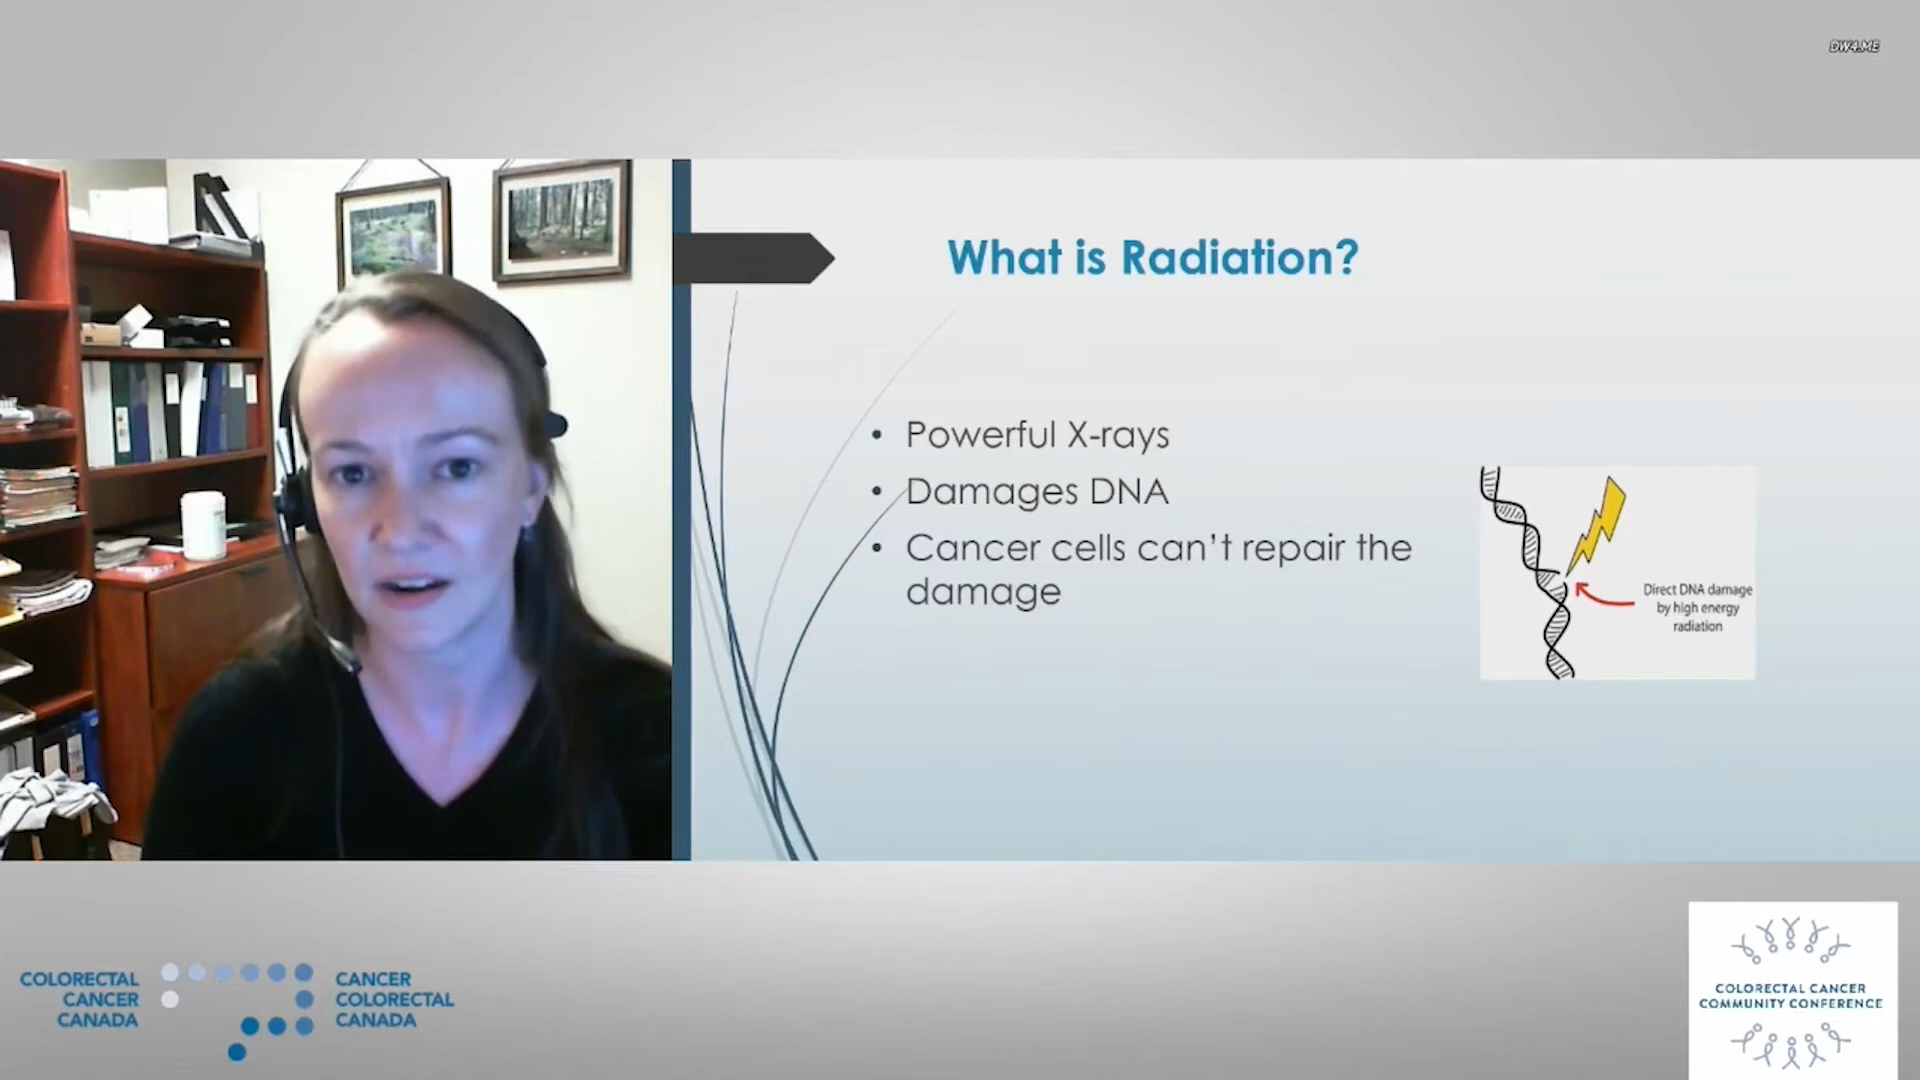 DW4.ME
What is Radiation?
• Powerful X-rays
• Damages DNA
• Cancer cells can't repair the
damage
Direct DNA damage
by high energy
radiation
COLORECTAL
CANCER
CANADA
CANCER
COLORECTAL
CANADA
COLORECTAL CANCER
COMMUNITY CONFERENCE